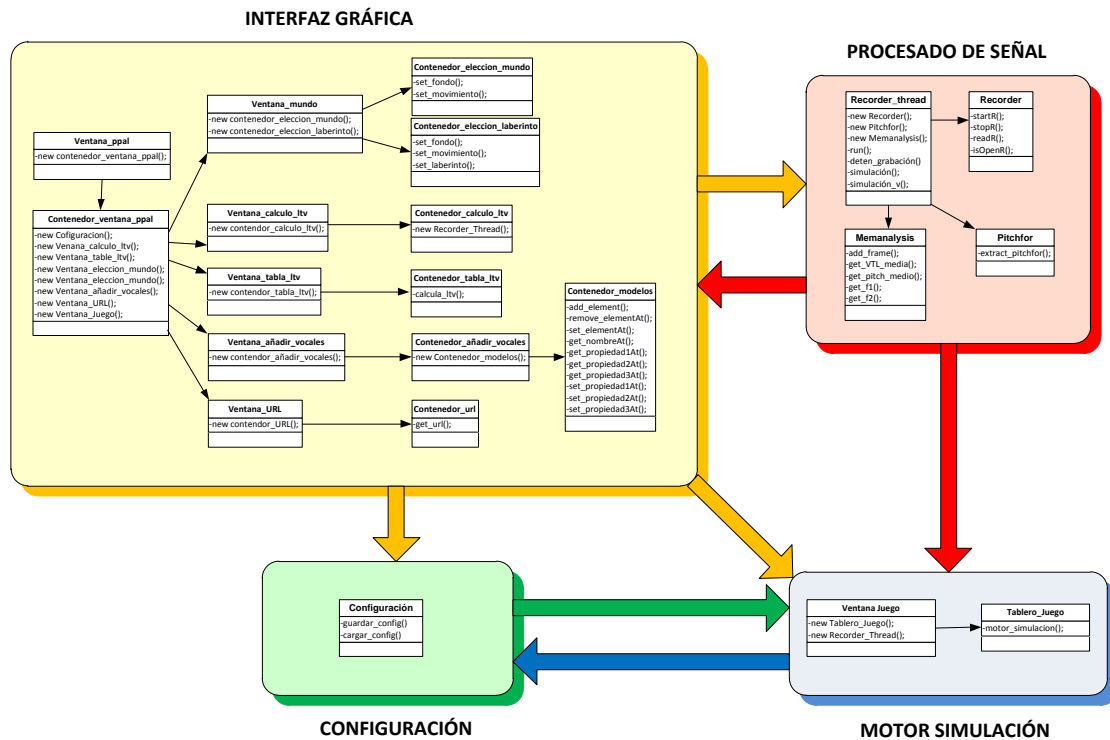 INTERFAZ GRÁFICA
Ventana_ppal
-new contenedor_ventana_ppal();
Contenedor_ventana_ppal
-new Cofiguracion();
-new Venana_calculo_ltv();
-new Ventana_table_ltv();
-new Ventana_eleccion_mundo();
-new Ventana_eleccion_mundo();
-new Ventana_añadir_vocales();
-new Ventana_URL();
-new Ventana_Juego();
Ventana_mundo
-new contenedor_eleccion_mundo();
-new contenedor_eleccion_laberinto();
Contenedor_eleccion_mundo
-set_fondo();
-set_movimiento();
Contenedor_eleccion_laberinto
-set_fondo();
-set_movimiento();
-set_laberinto();
Ventana_calculo_ltv
-new contendor_calculo_ltv();
Contenedor_calculo_ltv
-new Recorder_Thread();
Ventana_tabla_ltv
-new contendor_tabla_ltv();
Contenedor_tabla_ltv
-calcula_ltv();
Ventana_añadir_vocales
-new contendor_añadir_vocales();
Contenedor_añadir_vocales
-new Contenedor_modelos();
Contenedor_modelos
-add_element();
-remove_elementAt();
-set_elementAt();
-get_nombreAt();
-get_propiedad1At();
-get_propiedad2At();
-get_propiedad3At();
-set_propiedad1At();
-set_propiedad2At();
-set_propiedad3At();
Ventana_URL
-new contendor_URL();
Contenedor_url
-get_url();
PROCESADO DE SEÑAL
Recorder_thread
-new Recorder();
-new Pitchfor();
-new Memanalysis();
-run();
-deten_grabación()
-simulación();
-simulación_v();
Recorder
-startR();
-stopR();
-readR();
-isOpenR();
Memanalysis
-add_frame();
-get_VTL_media();
-get_pitch_medio();
-get_f1();
-get_f2();
Pitchfor
-extract_pitchfor();
Configuración
-guardar_config()
-cargar_config()
CONFIGURACIÓN
Ventana Juego
-new Tablero_Juego();
-new Recorder_Thread();
Tablero_Juego
-motor_simulacion();
MOTOR SIMULACIÓN